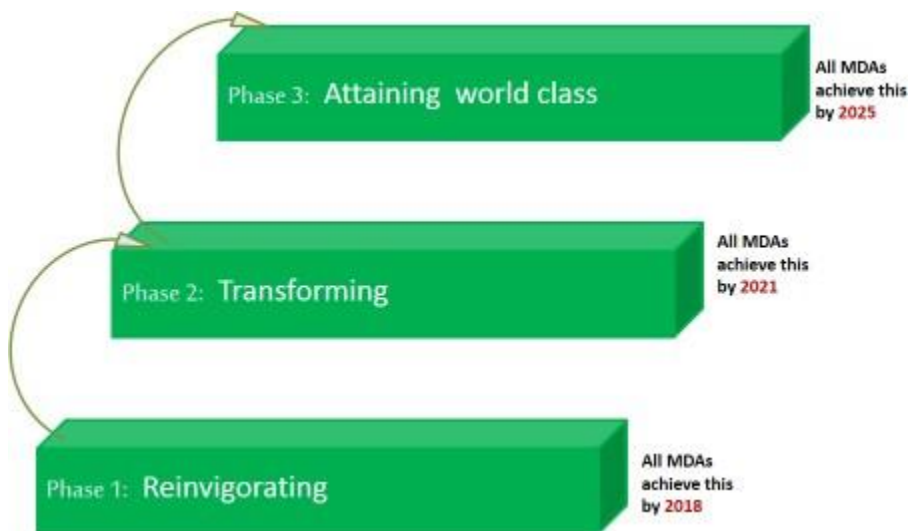 Phase 3: Attaining world class
All MDAs
achieve this
by 2025
Phase 2: Transforming
All MDAs
achieve this
by 2021
Phase 1: Reinvigorating
All MDAs
achieve this
by 2018